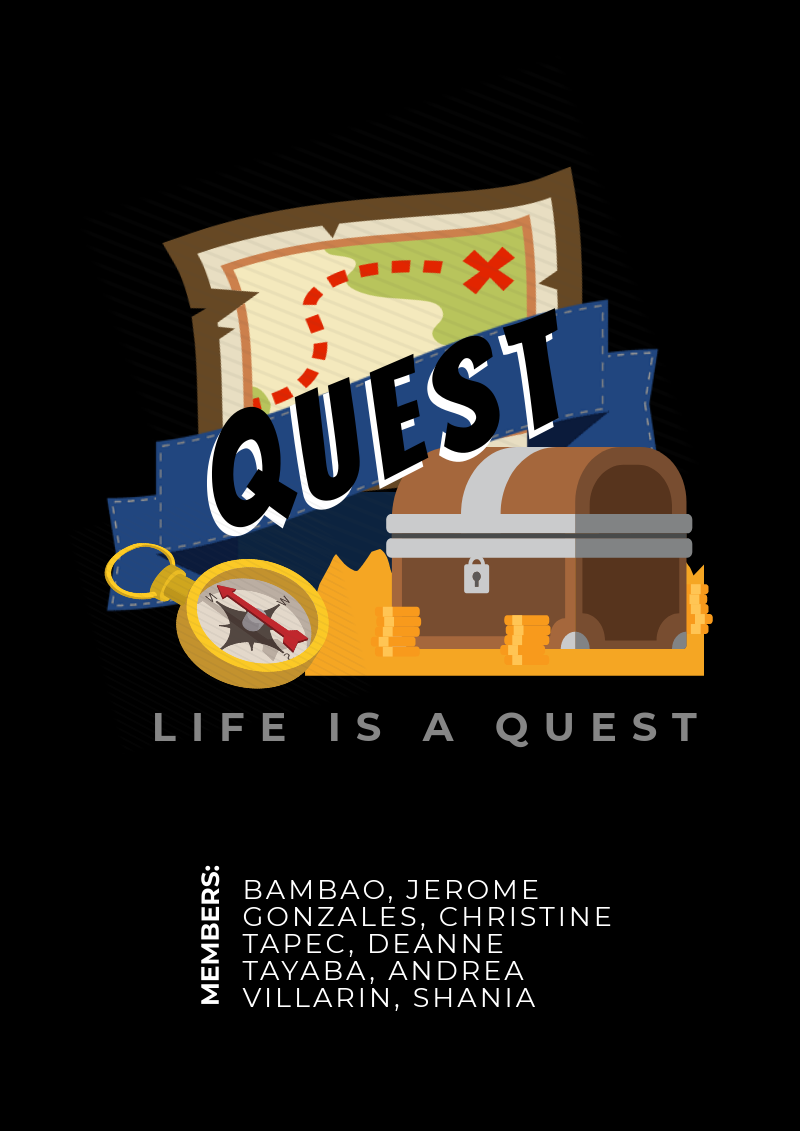 QUEST
N W
LIFE IS A QUEST
MEMBERS:
BAMBAO, JEROME
GONZALES, CHRISTINE
TAPEC, DEANNE
TAYABA, ANDREA
VILLARIN, SHANIA